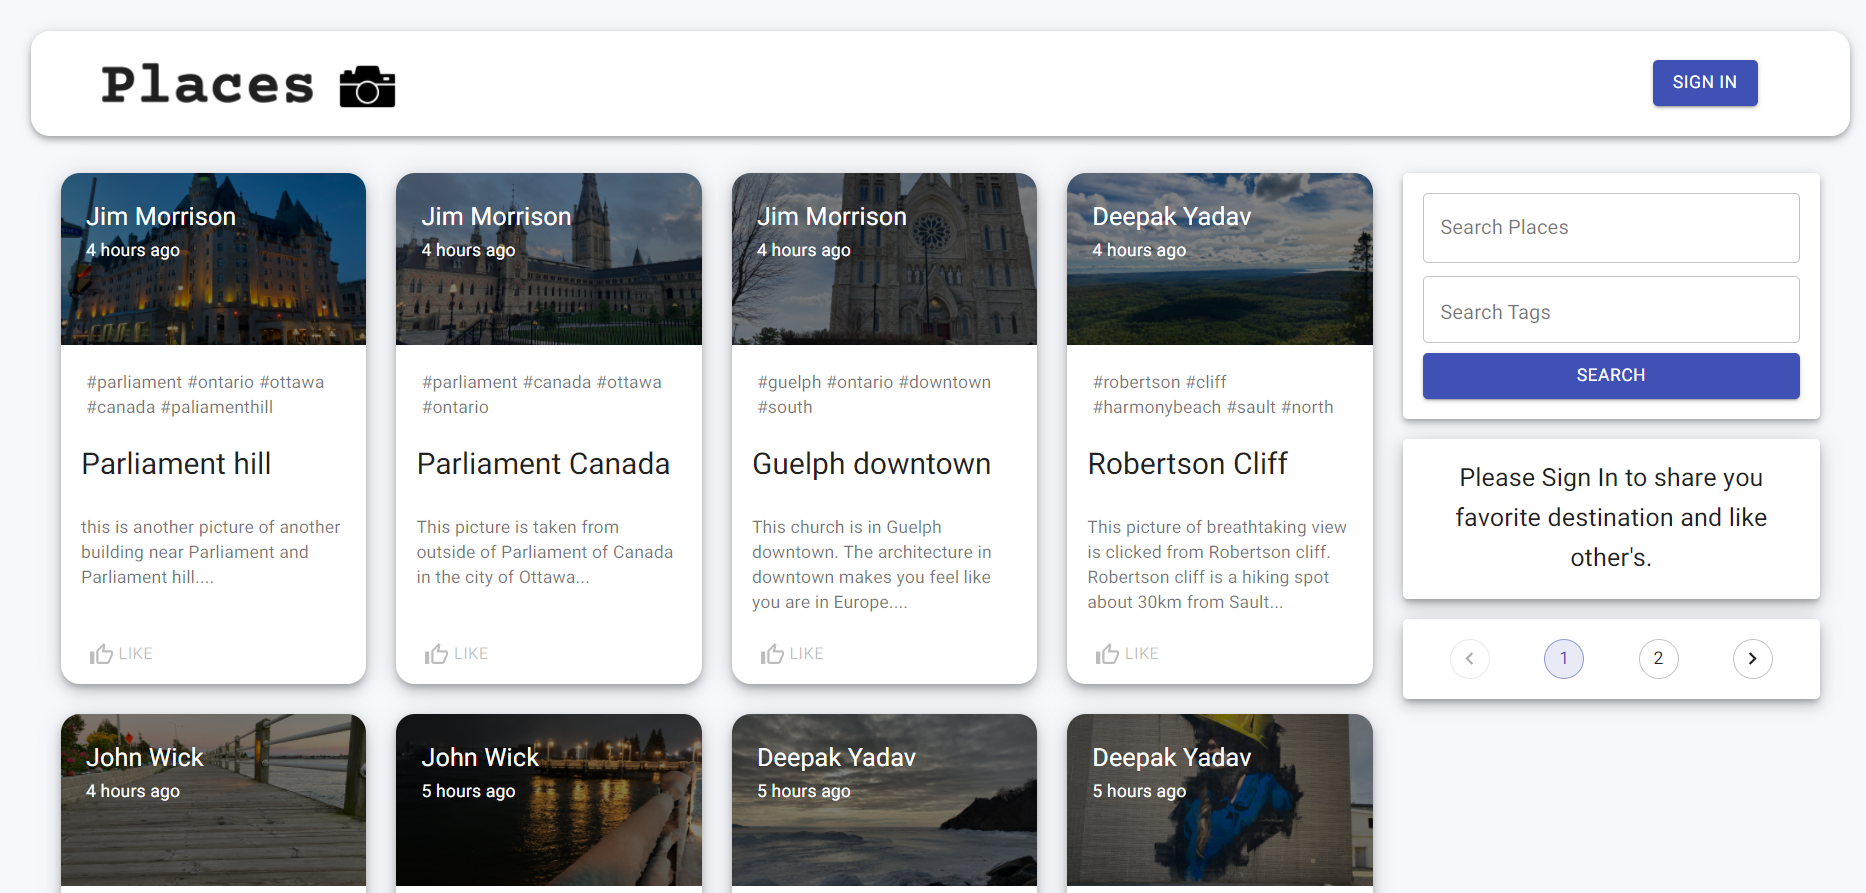 Places
SIGN IN
Jim Morrison
4 hours ago
#parliament #ontario #ottawa
#canada #paliamenthill
Parliament hill
this is another picture of another
building near Parliament and
Parliament hill....
LIKE
Jim Morrison
4 hours ago
#parliament #canada #ottawa
#ontario
Parliament Canada
This picture is taken from
outside of Parliament of Canada
in the city of Ottawa...
LIKE
Jim Morrison
4 hours ago
#guelph #ontario #downtown
#south
Guelph downtown
This church is in Guelph
downtown. The architecture in
downtown makes you feel like
you are in Europe....
LIKE
Deepak Yadav
4 hours ago
#robertson #cliff
#harmonybeach #sault #north
Robertson Cliff
This picture of breathtaking view
is clicked from Robertson cliff.
Robertson cliff is a hiking spot
about 30km from Sault...
LIKE
John Wick
4 hours ago
John Wick
5 hours ago
Deepak Yadav
5 hours ago
Deepak Yadav
5 hours ago
Search Places
Search Tags
SEARCH
Please Sign In to share you
favorite destination and like
other's.
1 2